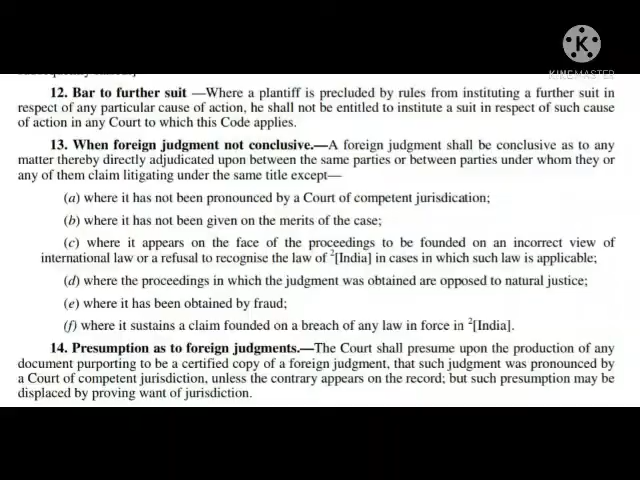 K
KINEMASTER
12. Bar to further suit —Where a plantiff is precluded by rules from instituting a further suit in
respect of any particular cause of action, he shall not be entitled to institute a suit in respect of such cause
of action in any Court to which this Code applies.
13. When foreign judgment not conclusive.—A foreign judgment shall be conclusive as to any
matter thereby directly adjudicated upon between the same parties or between parties under whom they or
any of them claim litigating under the same title except—
(a) where it has not been pronounced by a Court of competent jurisdication;
(b) where it has not been given on the merits of the case;
(c) where it appears on the face of the proceedings to be founded on an incorrect view of
international law or a refusal to recognise the law of ²[India] in cases in which such law is applicable;
(d) where the proceedings in which the judgment was obtained are opposed to natural justice;
(e) where it has been obtained by fraud;
(f) where it sustains a claim founded on a breach of any law in force in ²[India].
14. Presumption as to foreign judgments.—The Court shall presume upon the production of any
document purporting to be a certified copy of a foreign judgment, that such judgment was pronounced by
a Court of competent jurisdiction, unless the contrary appears on the record; but such presumption may be
displaced by proving want of jurisdiction.